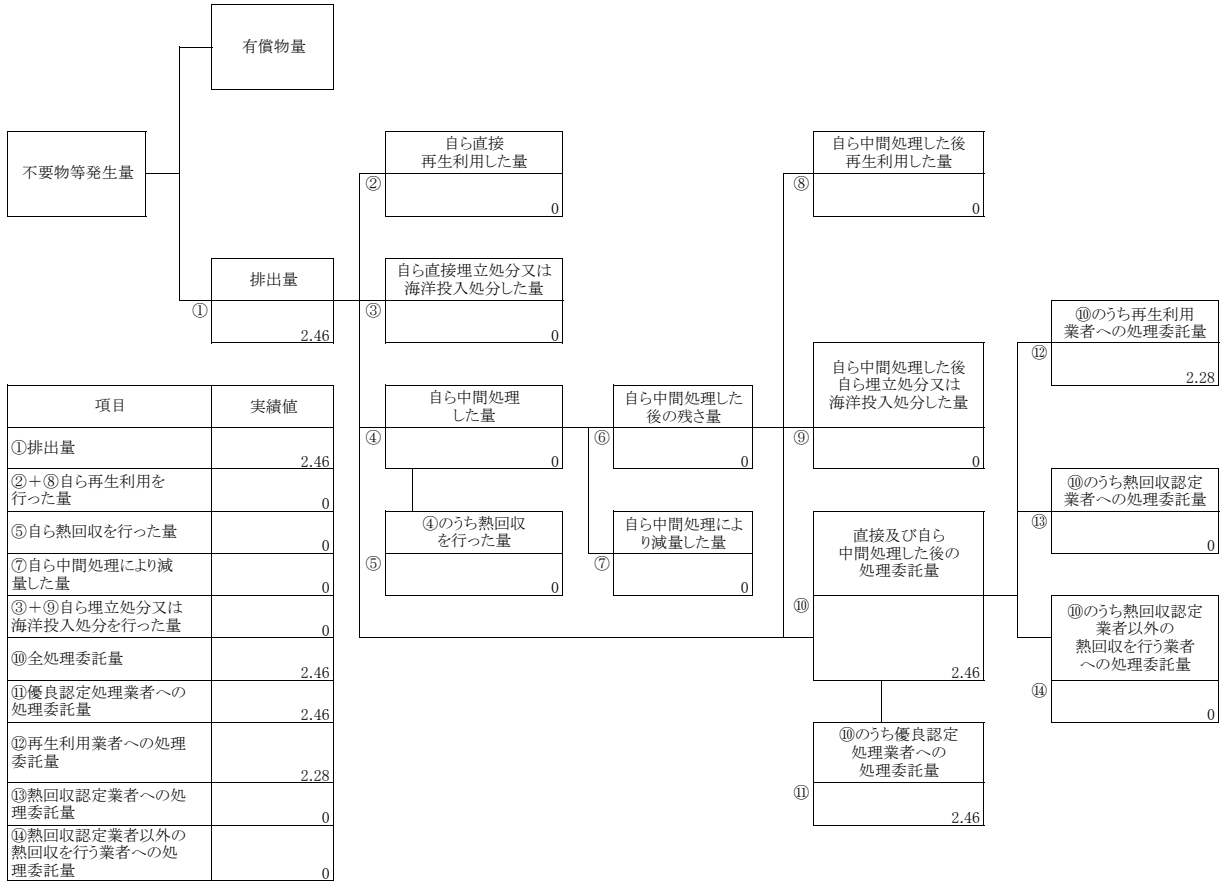 有償物量
不要物等発生量
自ら直接
再生利用した量
②
0
自ら中間処理した後
再生利用した量
⑧
0
排出量
①
2.46
自ら直接埋立処分又は
海洋投入処分した量
③
0
⑩のうち再生利用
業者への処理委託量
⑫
2.28
自ら中間処理
した量
④
0
自ら中間処理した
後の残さ量
⑥
0
自ら中間処理した後
自ら埋立処分又は
海洋投入処分した量
⑨
0
⑩のうち熱回収認定
業者への処理委託量
⑬
0
④のうち熱回収
を行った量
⑤
0
自ら中間処理によ
り減量した量
⑦
0
直接及び自ら
中間処理した後の
処理委託量
⑩
2.46
⑩のうち熱回収認定
業者以外の
熱回収を行う業者
への処理委託量
⑭
0
⑩のうち優良認定
処理業者への
処理委託量
⑪
2.46
項目 実績値
①排出量
2.46
②+⑧自ら再生利用を
行った量
0
⑤自ら熱回収を行った量
0
⑦自ら中間処理により減
量した量
0
③+⑨自ら埋立処分又は
海洋投入処分を行った量
0
⑩全処理委託量
2.46
⑪優良認定処理業者への
処理委託量
2.46
⑫再生利用業者への処理
委託量
2.28
⑬熱回収認定業者への処
理委託量
0
⑭熱回収認定業者以外の
熱回収を行う業者への処
理委託量
0